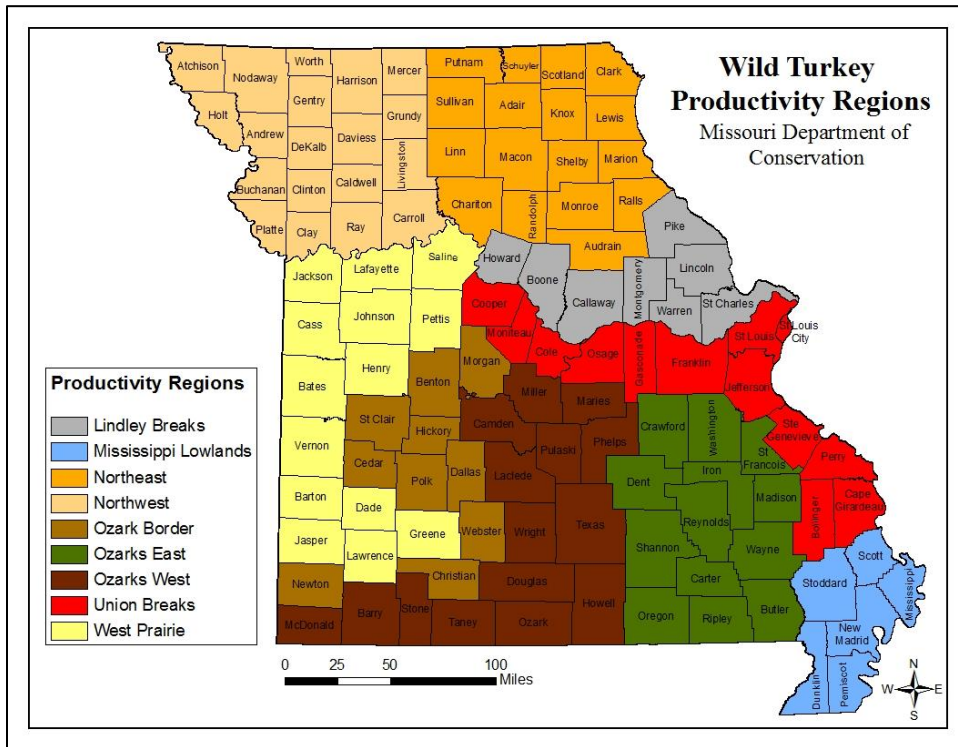 Wild Turkey
Productivity Regions
Missouri Department of
Conservation
Atchison
Nodaway
Worth
Harrison
Mercer
Putnam
Schuyler
Scotland
Clark
Holt
Gentry
Sullivan
Adair
Knox
Lewis
Andrew
Grundy
DeKalb
Daviess
Livingston
Linn
Macon
Shelby
Marion
Buchanan
Clinton
Caldwell
Chariton
Randolph
Monroe
Ralls
Platte
Clay
Ray
Carroll
Audrain
Pike
Jackson
Lafayette
Saline
Howard
Boone
Callaway
Montgomery
Lincoln
Warren
St Charles
Cass
Johnson
Pettis
Cooper
Moniteau
Cole
Osage
Gasconade
Franklin
St Louis
St Louis
City
Jefferson
Bates
Henry
Benton
Morgan
Miller
Maries
St Clair
Hickory
Camden
Pulaski
Phelps
Crawford
Washington
St
Francois
Ste
Genevieve
Perry
Vernon
Cedar
Polk
Dallas
Laclede
Dent
Iron
Madison
Bollinger
Cape
Girardeau
Barton
Dade
Greene
Webster
Wright
Texas
Reynolds
Shannon
Wayne
Jasper
Lawrence
Christian
Douglas
Howell
Carter
Scott
Stoddard
Mississippi
Newton
McDonald
Barry
Stone
Taney
Ozark
Oregon
Ripley
Butler
New
Madrid
Dunklin
Pemiscot
Productivity Regions
Lindley Breaks
Mississippi Lowlands
Northeast
Northwest
Ozark Border
Ozarks East
Ozarks West
Union Breaks
West Prairie
0 25 50 100
Miles
N
W E
S